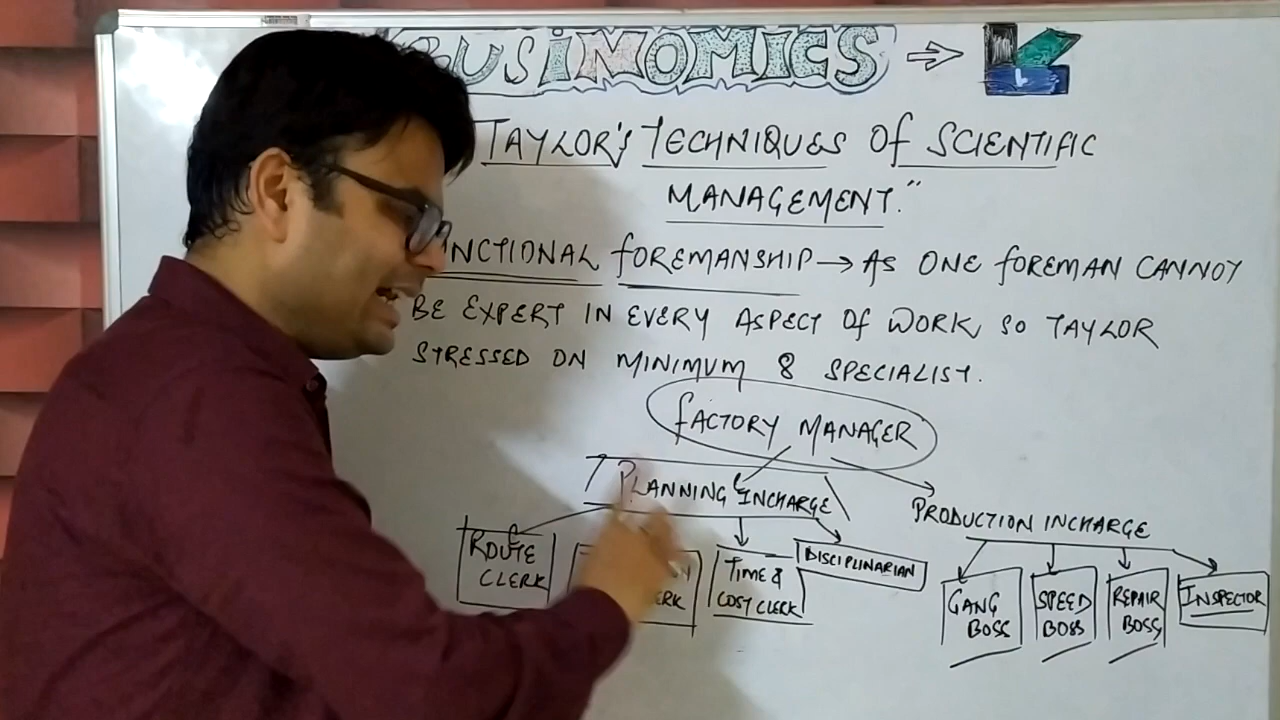 BUSINOMICS →
TAYLOR'S TECHNIQUES OF SCIENTIFIC
MANAGEMENT."
NCTIONAL FOREMANSHIP → AS ONE FOREMAN CANNOT
BE EXPERT IN EVERY ASPECT OF WORK, SO TAYLOR
STRESSED ON MINIMUM & SPECIALIST.
FACTORY MANAGER
PLANNING INCHARGE
PRODUCTION INCHARGE
ROUTE
CLERK
ERK
TIME &
COST CLERK
DISCIPLINARIAN
GANG
BOSS
SPEED
BOSS
REPAIR
BOSS
INSPECTOR